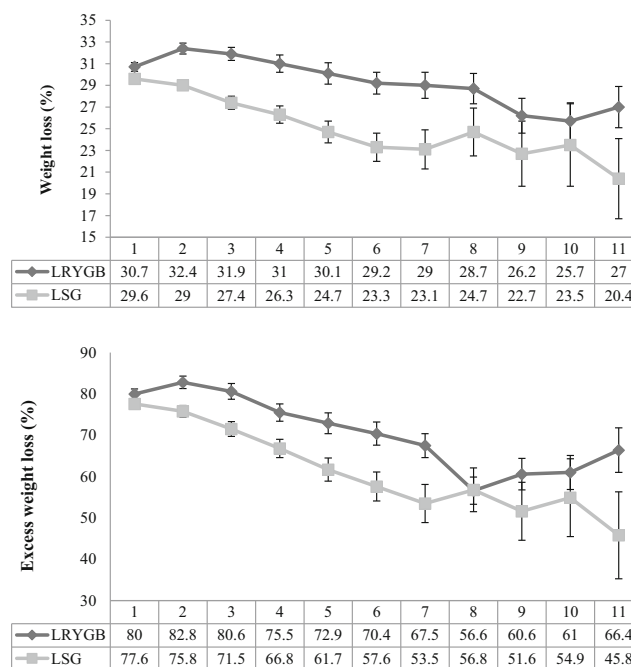 35
33
31
29
27
25
23
21
19
17
15
Weight loss (%)
1 2 3 4 5 6 7 8 9 10 11
LRYGB 30.7 32.4 31.9 31 30.1 29.2 29 28.7 26.2 25.7 27
LSG 29.6 29 27.4 26.3 24.7 23.3 23.1 24.7 22.7 23.5 20.4
90
80
70
60
50
40
30
Excess weight loss (%)
1 2 3 4 5 6 7 8 9 10 11
LRYGB 80 82.8 80.6 75.5 72.9 70.4 67.5 56.6 60.6 61 66.4
LSG 77.6 75.8 71.5 66.8 61.7 57.6 53.5 56.8 51.6 54.9 45.8